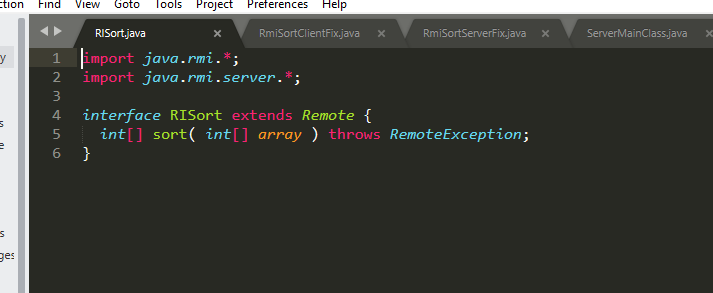 ction Find View Goto Tools Project Preferences Help
RISort.java × RmiSortClientFix.java × RmiSortServerFix.java × ServerMainClass.java ×
y
1 import java.rmi.*;
2 import java.rmi.server.*;
3
4 interface RISort extends Remote {
s
5 int[] sort( int[] array ) throws RemoteException;
e
6 }
s
ges